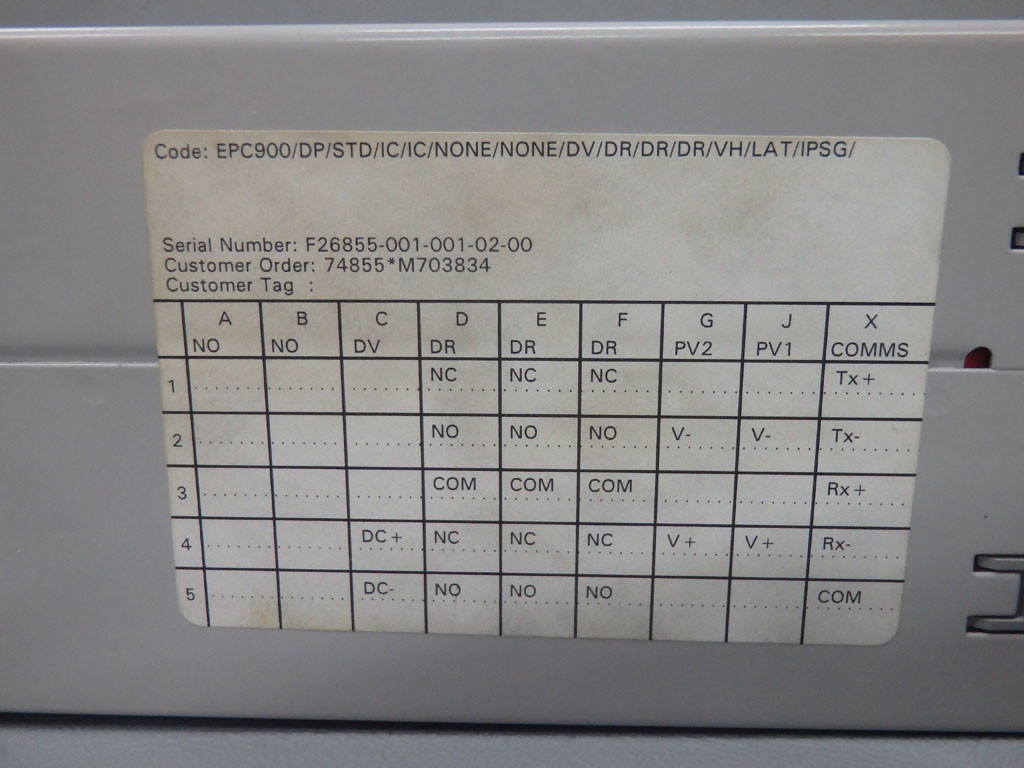 Code: EPC900/DP/STD/IC/IC/NONE/NONE/DV/DR/DR/DR/VH/LAT/IPSG/
Serial Number: F26855-001-001-02-00
Customer Order: 74855*M703834
Customer Tag :
A B C D E F G J X
NO NO DV DR DR DR PV2 PV1 COMMS
1 NC NC NC Tx+
2 NO NO NO V- V- Tx-
3 COM COM COM Rx+
4 DC+ NC NC NC V+ V+ Rx-
5 DC- NO NO NO COM